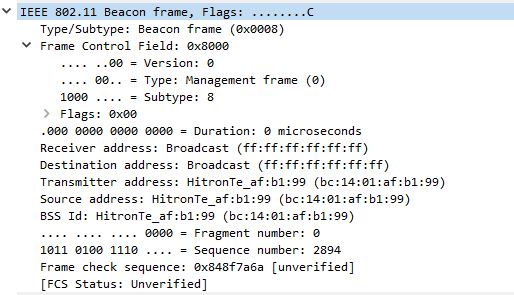 IEEE 802.11 Beacon frame, Flags: ........C
Type/Subtype: Beacon frame (0x0008)
Frame Control Field: 0x8000
.... ..00 = Version: 0
.... 00.. = Type: Management frame (0)
1000 .... = Subtype: 8
Flags: 0x00
.000 0000 0000 0000 = Duration: 0 microseconds
Receiver address: Broadcast (ff:ff:ff:ff:ff:ff)
Destination address: Broadcast (ff:ff:ff:ff:ff:ff)
Transmitter address: HitronTe_af:b1:99 (bc:14:01:af:b1:99)
Source address: HitronTe_af:b1:99 (bc:14:01:af:b1:99)
BSS Id: HitronTe_af:b1:99 (bc:14:01:af:b1:99)
.... .... .... 0000 = Fragment number: 0
1011 0100 1110 .... = Sequence number: 2894
Frame check sequence: 0x848f7a6a [unverified]
[FCS Status: Unverified]